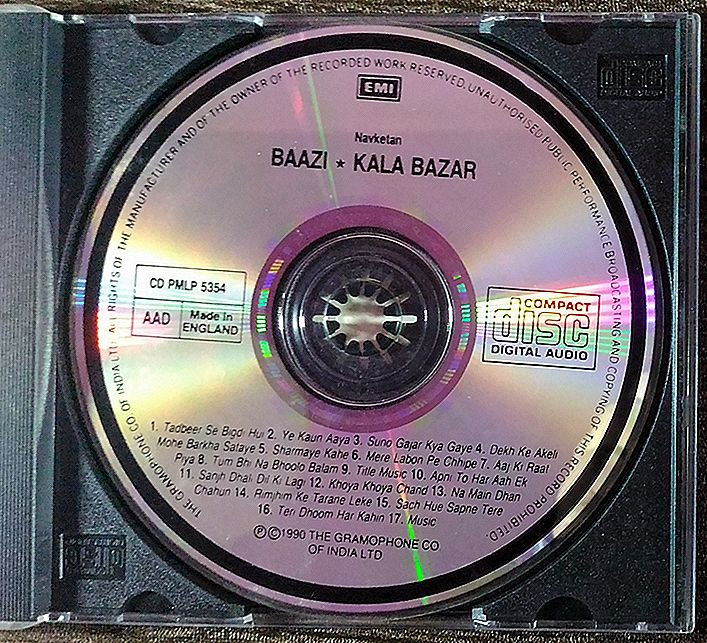 EMI
Navketan
BAAZI ★ KALA BAZAR
CD PMLP 5354
AAD
Made in
ENGLAND
COMPACT
disc
DIGITAL AUDIO
1. Tadbeer Se Bigdi Hui 2. Ye Kaun Aaya 3. Suno Gajar Kya Gaye 4. Dekh Ke Akeli
Mohe Barkha Sataye 5. Sharmaye Kahe 6. Mere Labon Pe Chhipe 7. Aaj Ki Raat
Piya 8. Tum Bhi Na Bhoolo Balam 9. Title Music 10. Apni To Har Aah Ek
11. Sanjh Dhali Dil Ki Lagi 12. Khoya Khoya Chand 13. Na Main Dhan
Chahun 14. Rimjhim Ke Tarane Leke 15. Sach Hue Sapne Tere
16. Teri Dhoom Har Kahin 17. Music
Ⓟ©1990 THE GRAMOPHONE CO
OF INDIA LTD
THE GRAMOPHONE CO. OF INDIA LTD. ALL RIGHTS OF THE MANUFACTURER AND OF THE OWNER OF THE RECORDED WORK RESERVED. UNAUTHORISED PUBLIC PERFORMANCE BROADCASTING AND COPYING OF THIS RECORD PROHIBITED.
COMPACT
disc
DIGITAL AUDIO
disc